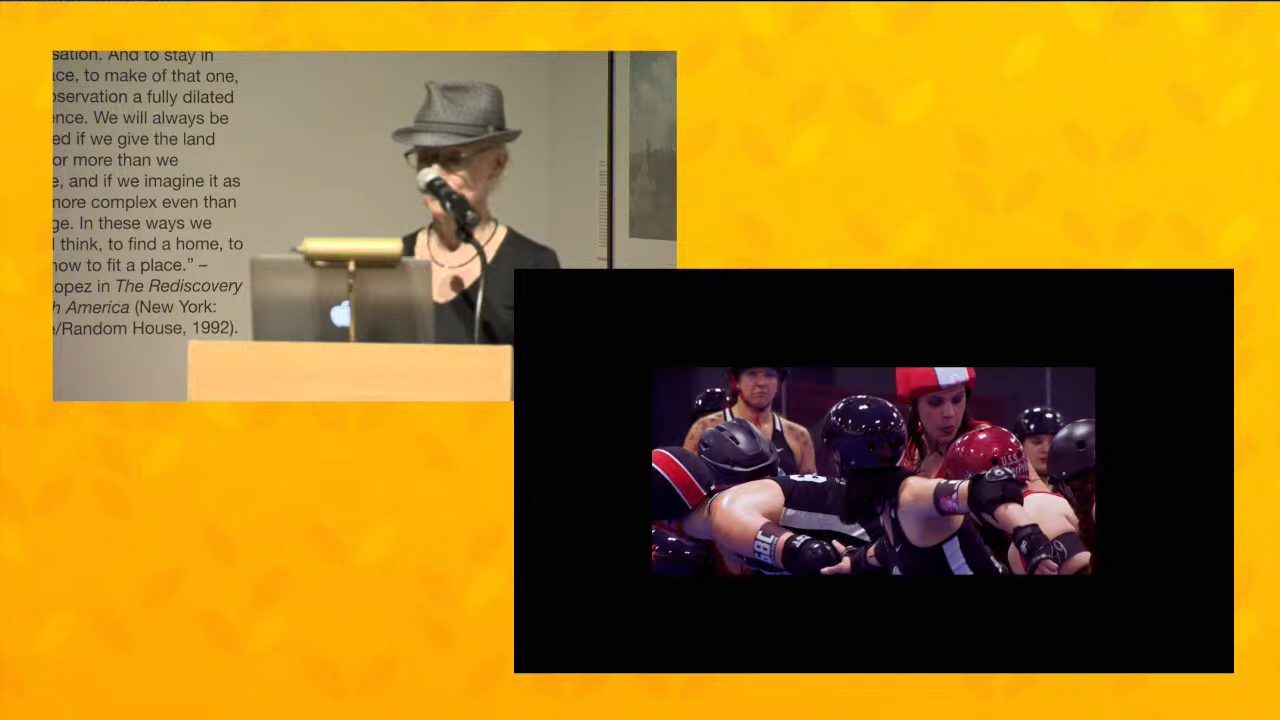 sation. And to stay in
ce, to make of that one,
servation a fully dilated
ence. We will always be
ed if we give the land
or more than we
e, and if we imagine it as
more complex even than
ge. In these ways we
l think, to find a home, to
how to fit a place.” –
opez in The Rediscovery
h America (New York:
e/Random House, 1992).
U.S.S.
68C